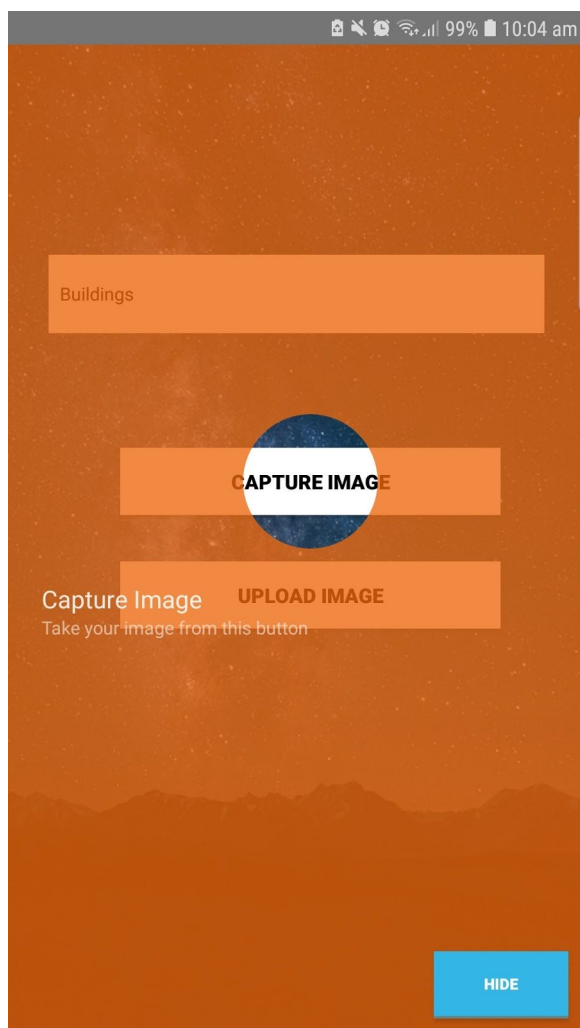 99% 10:04 am
Buildings
CAPTURE IMAGE
UPLOAD IMAGE
Capture Image
Take your image from this button
HIDE